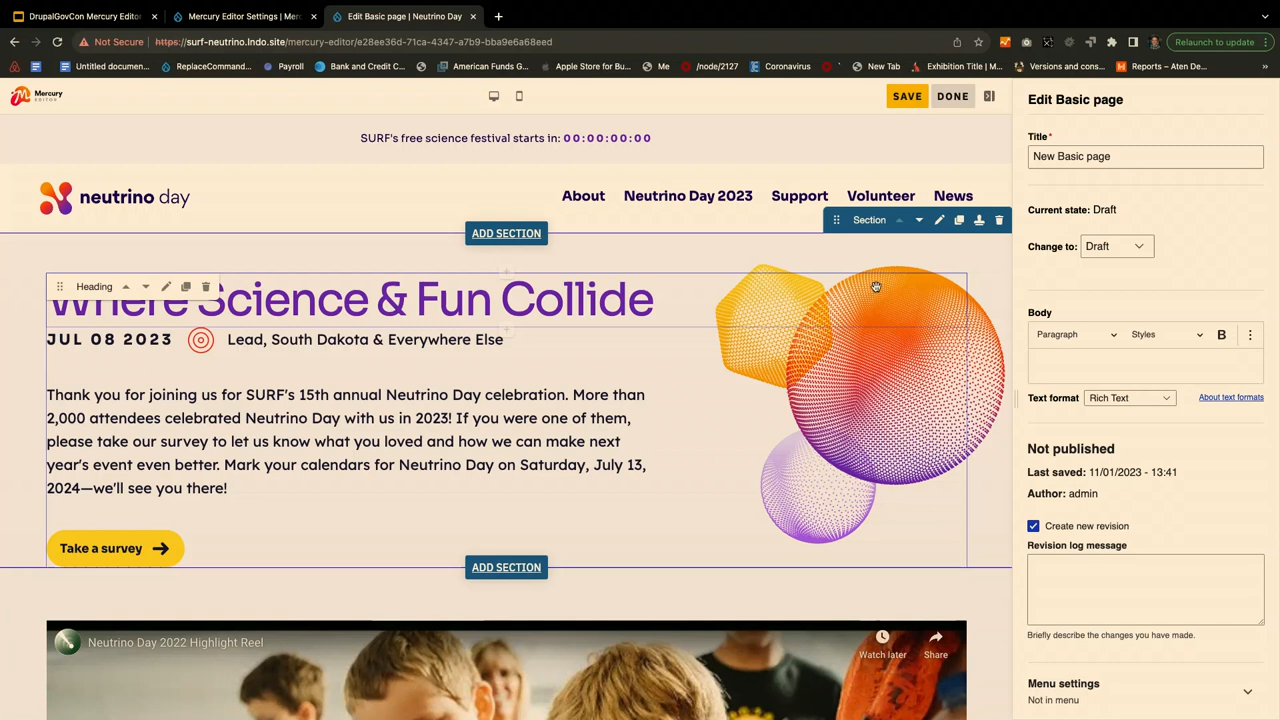 DrupalGovCon Mercury Editor
Mercury Editor Settings | Merc
Edit Basic page | Neutrino Day
Not Secure
https://surf-neutrino.lndo.site/mercury-editor/e28ee36d-71ca-4347-a7b9-bba9e6a68eed
Relaunch to update
Untitled documen...
ReplaceCommand...
Payroll
Bank and Credit C...
American Funds G...
Apple Store for Bu...
Me
/node/2127
Coronavirus
New Tab
Exhibition Title | M...
Versions and cons...
Reports – Aten De...
»
Mercury
EDITOR
SAVE
DONE
SURF's free science festival starts in: 00:00:00:00
neutrino day
About
Neutrino Day 2023
Support
Volunteer
News
Section
ADD SECTION
Heading
Where Science & Fun Collide
JUL 08 2023
Lead, South Dakota & Everywhere Else
Thank you for joining us for SURF's 15th annual Neutrino Day celebration. More than
2,000 attendees celebrated Neutrino Day with us in 2023! If you were one of them,
please take our survey to let us know what you loved and how we can make next
year's event even better. Mark your calendars for Neutrino Day on Saturday, July 13,
2024—we'll see you there!
Take a survey
ADD SECTION
Neutrino Day 2022 Highlight Reel
Watch later
Share
Edit Basic page
Title*
New Basic page
Current state: Draft
Change to: Draft
Body
Paragraph
Styles
B
Text format
Rich Text
About text formats
Not published
Last saved: 11/01/2023 - 13:41
Author: admin
Create new revision
Revision log message
Briefly describe the changes you have made.
Menu settings
Not in menu